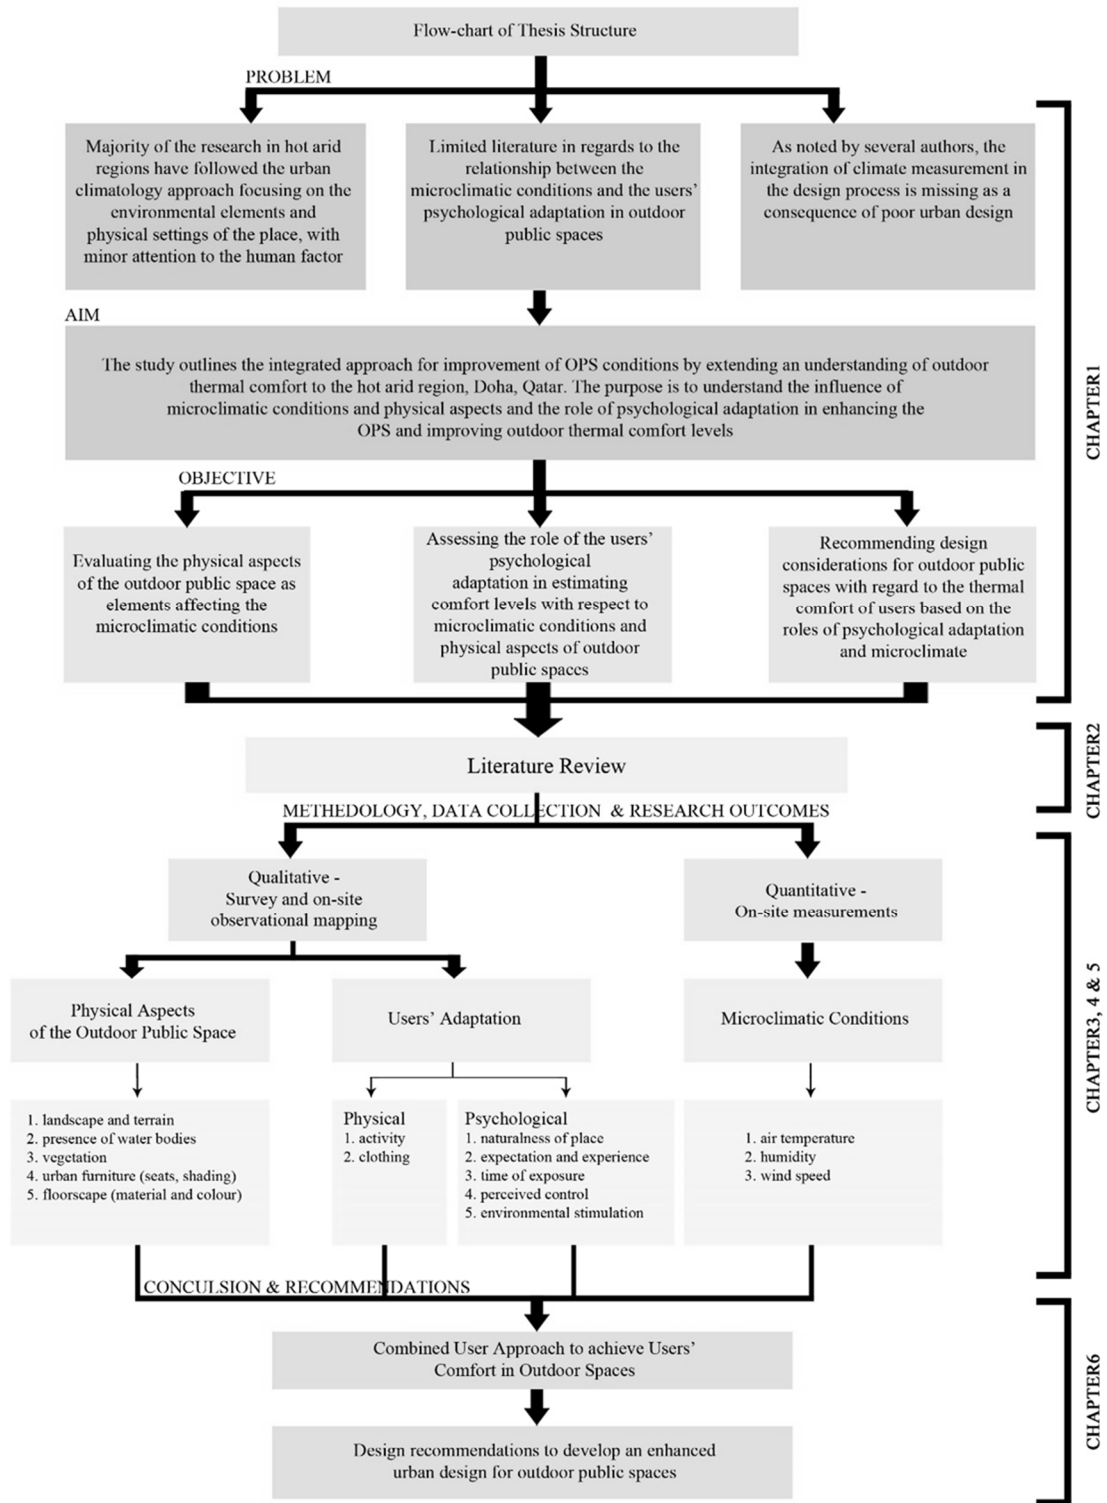 Flow-chart of Thesis Structure
PROBLEM
Majority of the research in hot arid
regions have followed the urban
climatology approach focusing on the
environmental elements and
physical settings of the place, with
minor attention to the human factor
Limited literature in regards to the
relationship between the
microclimatic conditions and the users'
psychological adaptation in outdoor
public spaces
As noted by several authors, the
integration of climate measurement in
the design process is missing as a
consequence of poor urban design
AIM
The study outlines the integrated approach for improvement of OPS conditions by extending an understanding of outdoor
thermal comfort to the hot arid region, Doha, Qatar. The purpose is to understand the influence of
microclimatic conditions and physical aspects and the role of psychological adaptation in enhancing the
OPS and improving outdoor thermal comfort levels
CHAPTER1
OBJECTIVE
Evaluating the physical aspects
of the outdoor public space as
elements affecting the
microclimatic conditions
Assessing the role of the users'
psychological
adaptation in estimating
comfort levels with respect to
microclimatic conditions and
physical aspects of outdoor
public spaces
Recommending design
considerations for outdoor public
spaces with regard to the thermal
comfort of users based on the
roles of psychological adaptation
and microclimate
Literature Review
CHAPTER2
METHEDOLOGY, DATA COLLECTION & RESEARCH OUTCOMES
Qualitative -
Survey and on-site
observational mapping
Quantitative -
On-site measurements
Physical Aspects
of the Outdoor Public Space
Users' Adaptation
Microclimatic Conditions
CHAPTER3, 4 & 5
1. landscape and terrain
2. presence of water bodies
3. vegetation
4. urban furniture (seats, shading)
5. floorscape (material and colour)
Physical
1. activity
2. clothing
Psychological
1. naturalness of place
2. expectation and experience
3. time of exposure
4. perceived control
5. environmental stimulation
1. air temperature
2. humidity
3. wind speed
CONCULSION & RECOMMENDATIONS
Combined User Approach to achieve Users'
Comfort in Outdoor Spaces
Design recommendations to develop an enhanced
urban design for outdoor public spaces
CHAPTER6